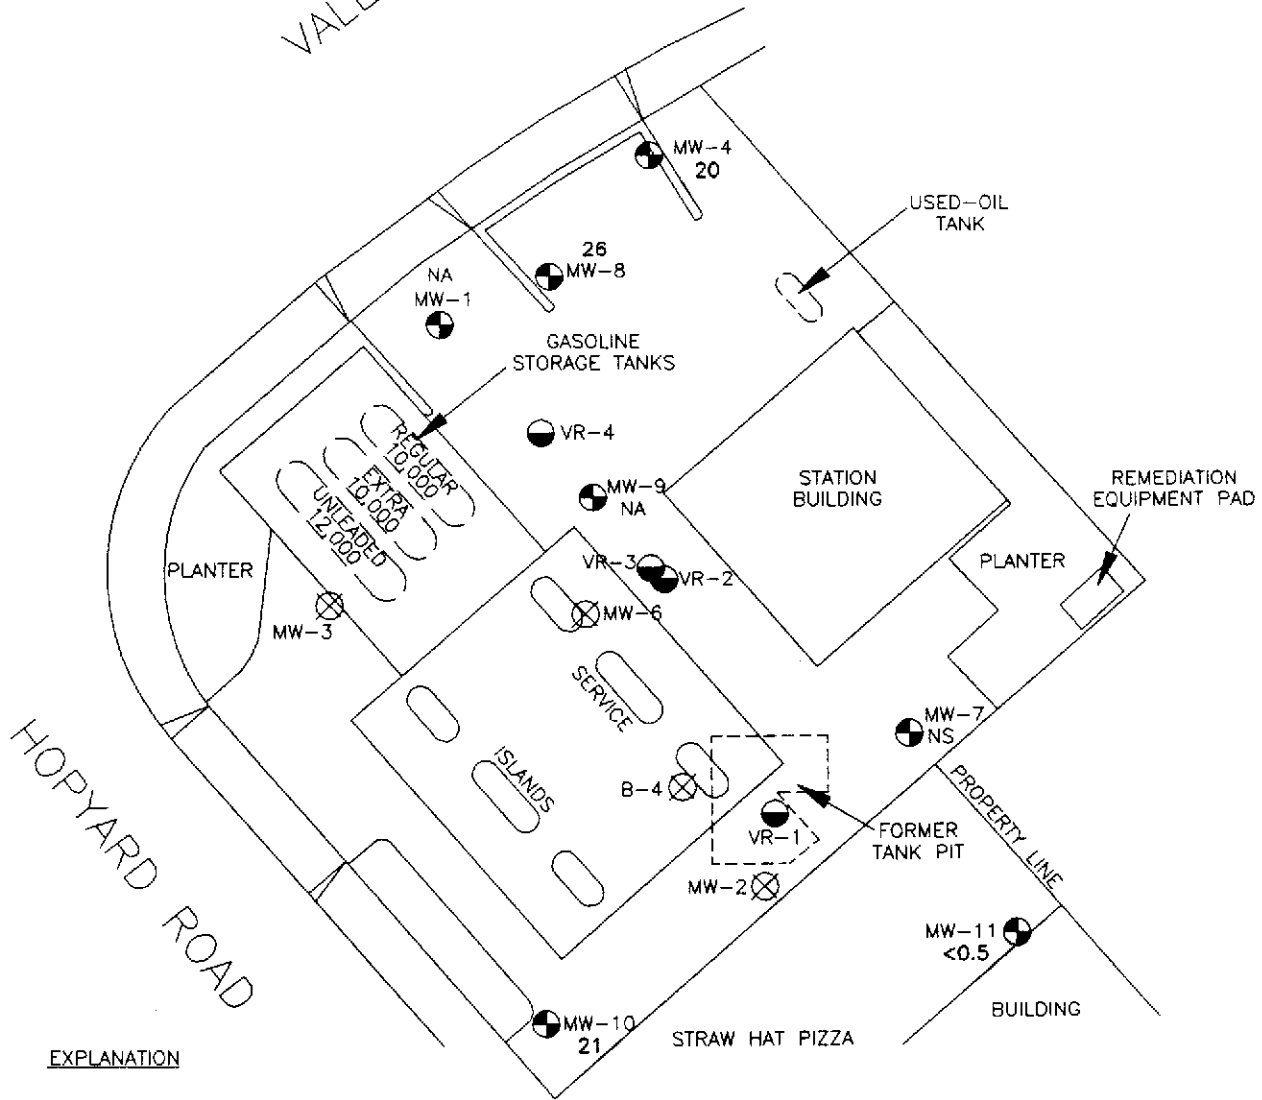 VALL
MW-4
20
USED-OIL
TANK
26
MW-8
NA
MW-1
GASOLINE
STORAGE TANKS
REGULAR
10,000
EXTRA
10,000
UNLEADED
12,000
VR-4
MW-9
NA
STATION
BUILDING
REMEDIATION
EQUIPMENT PAD
PLANTER
VR-3
VR-2
PLANTER
MW-6
MW-3
SERVICE
ISLANDS
MW-7
NS
B-4
VR-1
FORMER
TANK PIT
PROPERTY LINE
MW-2
MW-11
<0.5
BUILDING
HOPYARD ROAD
MW-10
21
STRAW HAT PIZZA
EXPLANATION